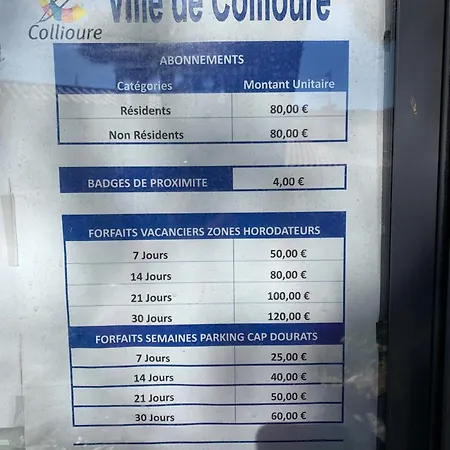 Collioure
Ville de Collioure
ABONNEMENTS
Catégories Montant Unitaire
Résidents 80,00 €
Non Résidents 80,00 €
BADGES DE PROXIMITE 4,00 €
FORFAITS VACANCIERS ZONES HORODATEURS
7 Jours 50,00 €
14 Jours 80,00 €
21 Jours 100,00 €
30 Jours 120,00 €
FORFAITS SEMAINES PARKING CAP DOURATS
7 Jours 25,00 €
14 Jours 40,00 €
21 Jours 50,00 €
30 Jours 60,00 €